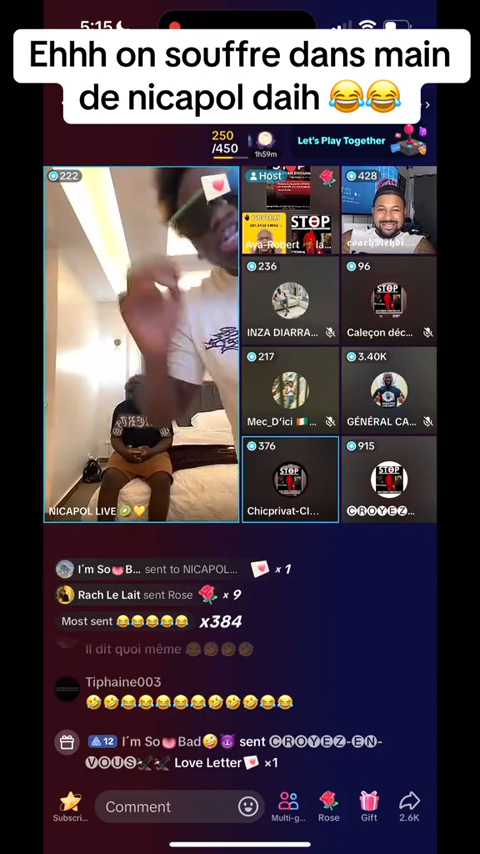 5:15
Ehhh on souffre dans main
de nicapol daih 😂😂
250
/450
1h59m
Let's Play Together
222
Host
Aya-Robert
428
coachMehdi....
236
INZA DIARRA...
96
Caleçon déc...
217
Mec_D'ici 🇨🇮...
3.40K
GÉNÉRAL CA...
376
STOP
Chicprivat-Cl...
915
STOP
CROYEZ...
NICAPOL LIVE 🥝💛
I´m So👅B... sent to NICAPOL... x 1
Rach Le Lait sent Rose x 9
Most sent 😂😂😂😂😂 x384
Il dit quoi même 😂🤣🤣🤣
Tiphaine003
🤣🤣😂😂😂😂😂🤣🤣🤣😂😂
12 I´m So👅Bad🤪😈 sent 🅒🅡🅞🅨🅔🅩-🅔🅝-
🅥🅞🅤🅢 Love Letter💌 ×1
Subscri...
Comment
Multi-g...
Rose
Gift
2.6K